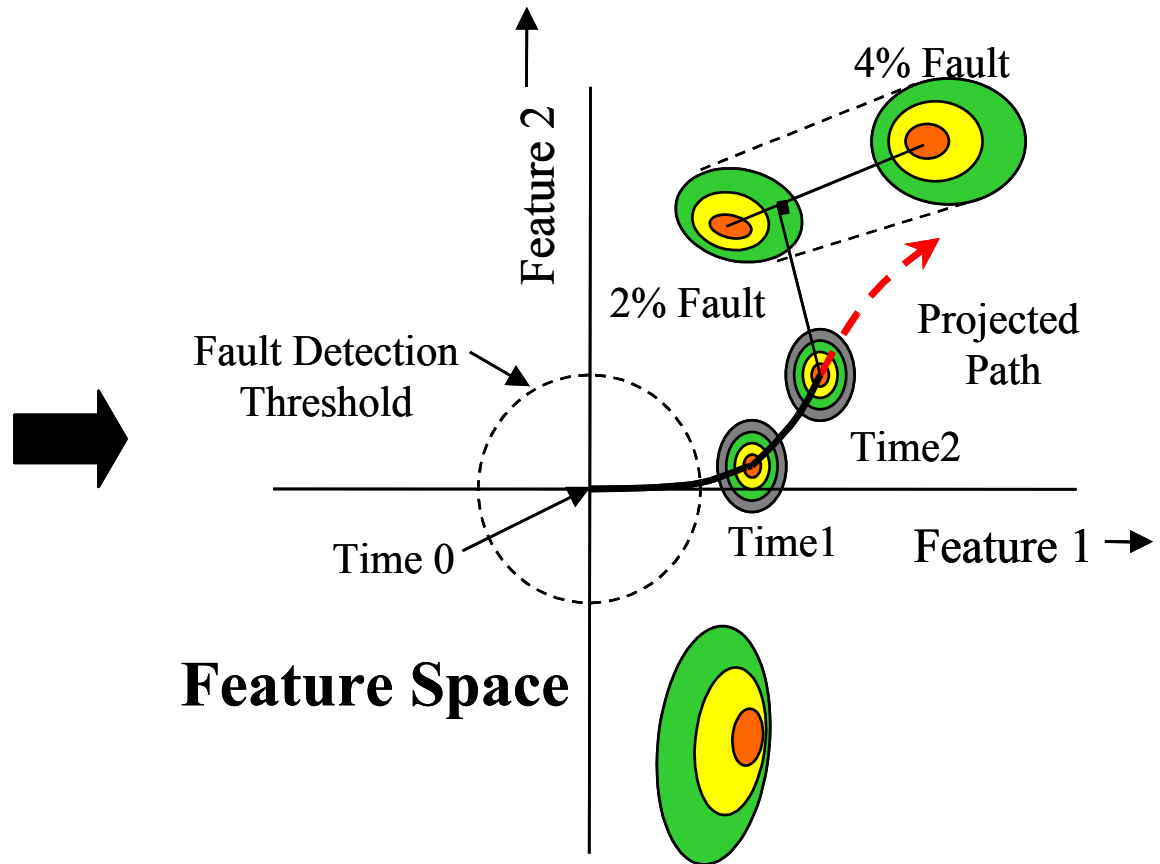 4% Fault
Feature 2
2% Fault
Projected
Path
Fault Detection
Threshold
Time2
Time1
Time 0
Feature 1
Feature Space